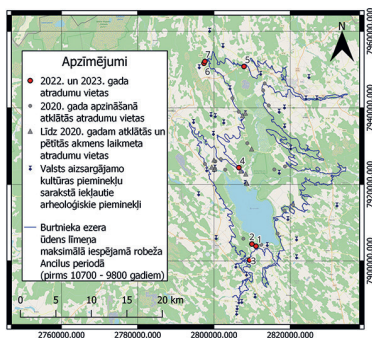 Apzīmējumi
2022. un 2023. gada
atradumu vietas
2020. gada apzināšanā
atklātās atradumu vietas
Līdz 2020. gadam atklātās un
pētītās akmens laikmeta
atradumu vietas
Valsts aizsargājamo
kultūras pieminekļu
sarakstā iekļautie
arheoloģiskie pieminekļi
Burtnieka ezera
ūdens līmeņa
maksimālā iespējamā robeža
Ancilus periodā
(pirms 10700 - 9800 gadiem)
0 5 10 15 20 km
N
7
6
5
4
2
1
3
7960000.000
7940000.000
7920000.000
7900000.000
2760000.000 2780000.000 2800000.000 2820000.000